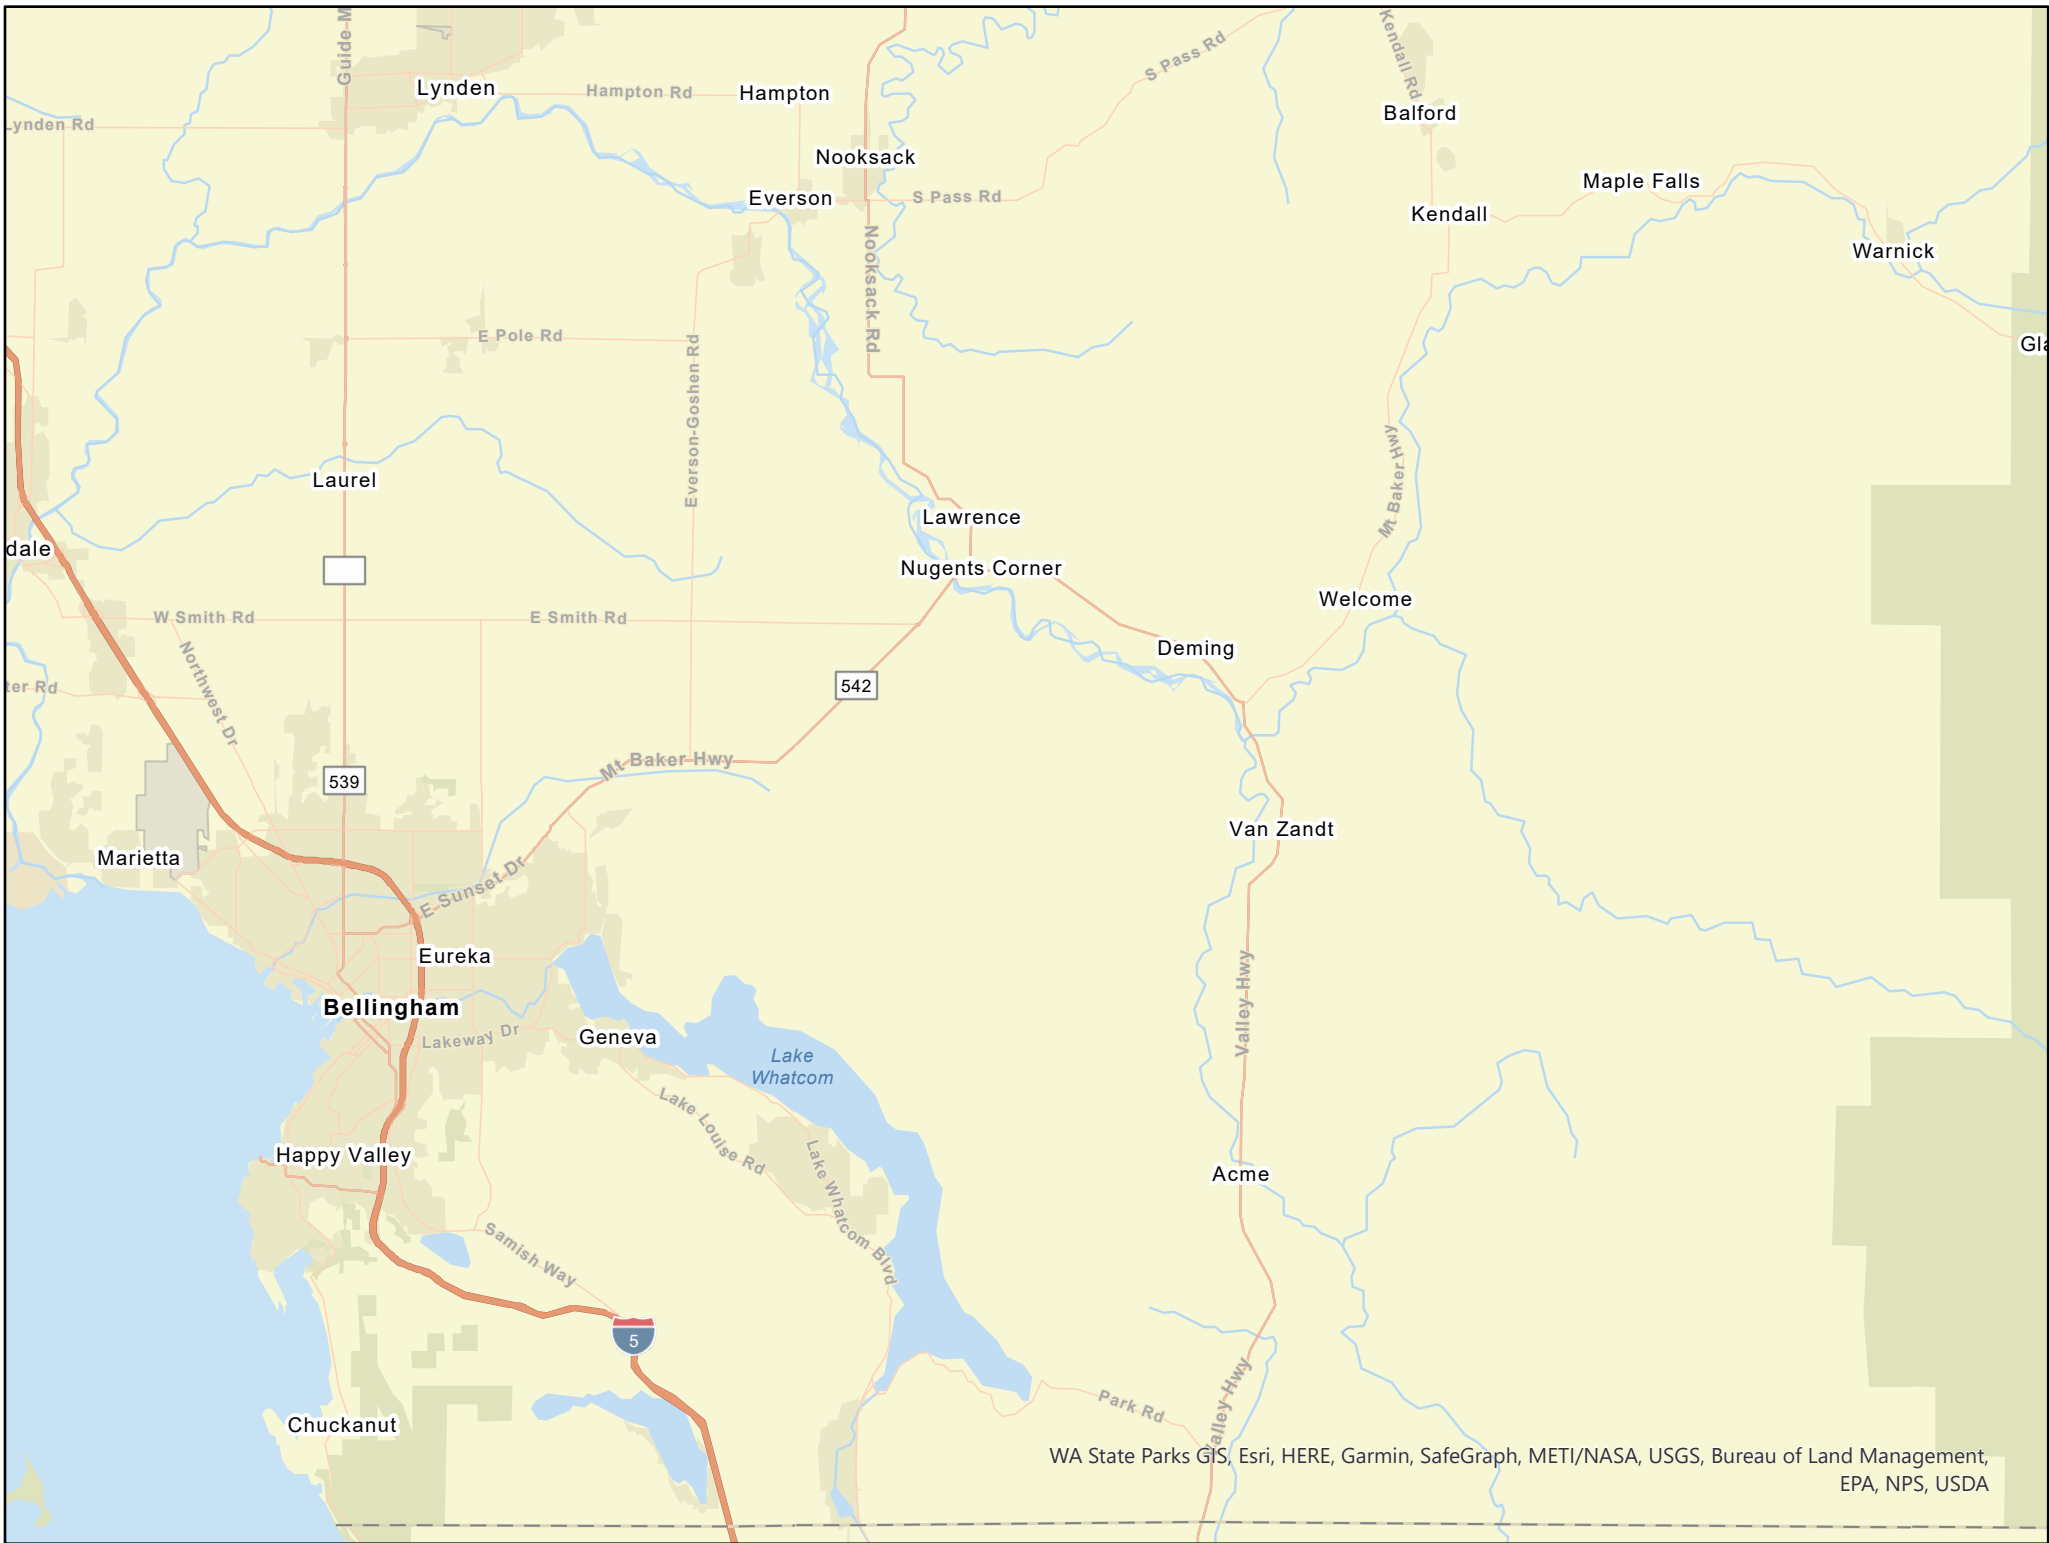 Guide M
Kendall Rd
S Pass Rd
Lynden
Hampton Rd
Hampton
Balford
Lynden Rd
Nooksack
Maple Falls
Everson
S Pass Rd
Kendall
Warnick
Nooksack Rd
E Pole Rd
Gla
Everson-Goshen Rd
Laurel
Mt Baker Hwy
Lawrence
dale
Nugents Corner
Welcome
W Smith Rd
E Smith Rd
Deming
Northwest Dr
ter Rd
542
Mt Baker Hwy
539
Van Zandt
Marietta
E Sunset Dr
Eureka
Valley Hwy
Bellingham
Lakeway Dr
Geneva
Lake
Whatcom
Lake Louise Rd
Happy Valley
Lake Whatcom Blvd
Acme
Samish Way
5
Park Rd
Valley Hwy
Chuckanut
WA State Parks GIS, Esri, HERE, Garmin, SafeGraph, METI/NASA, USGS, Bureau of Land Management,
EPA, NPS, USDA